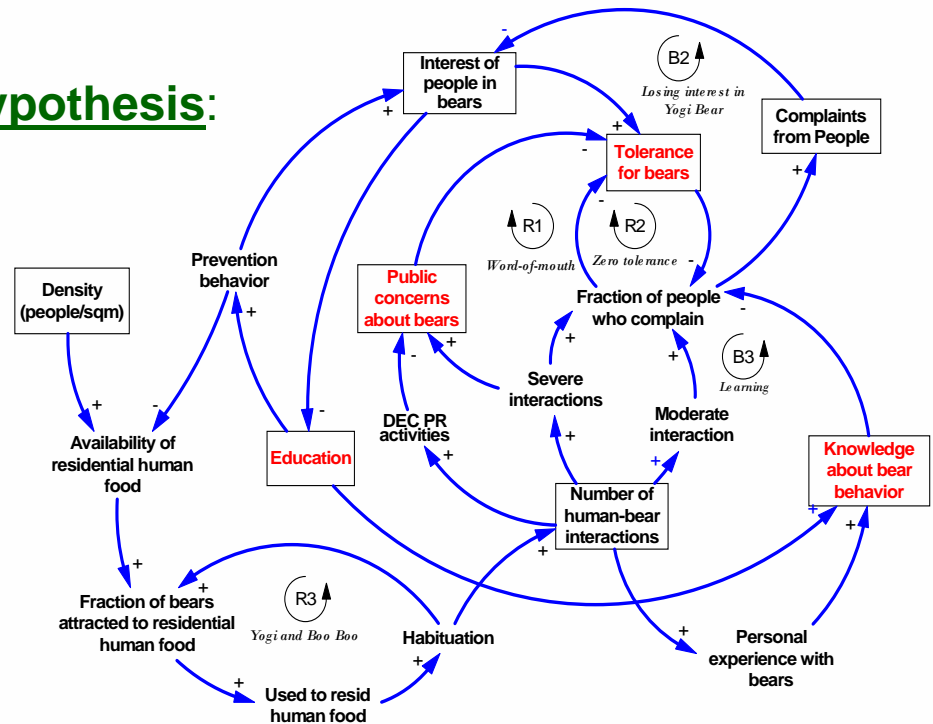 ypothesis:
Interest of
people in
bears
B2
Losing interest in
Yogi Bear
Complaints
from People
Tolerance
for bears
R1
Word-of-mouth
R2
Zero tolerance
Prevention
behavior
Density
(people/sqm)
Public
concerns
about bears
Fraction of people
who complain
B3
Learning
Severe
interactions
Moderate
interaction
DEC PR
activities
Availability of
residential human
food
Education
Knowledge
about bear
behavior
Number of
human-bear
interactions
Fraction of bears
attracted to residential
human food
R3
Yogi and Boo Boo
Habituation
Used to resid
human food
Personal
experience with
bears
-
+
+
-
-
+
-
-
+
+
-
+
+
-
+
-
+
+
+
-
+
+
+
+
+
+
+
+
+
+